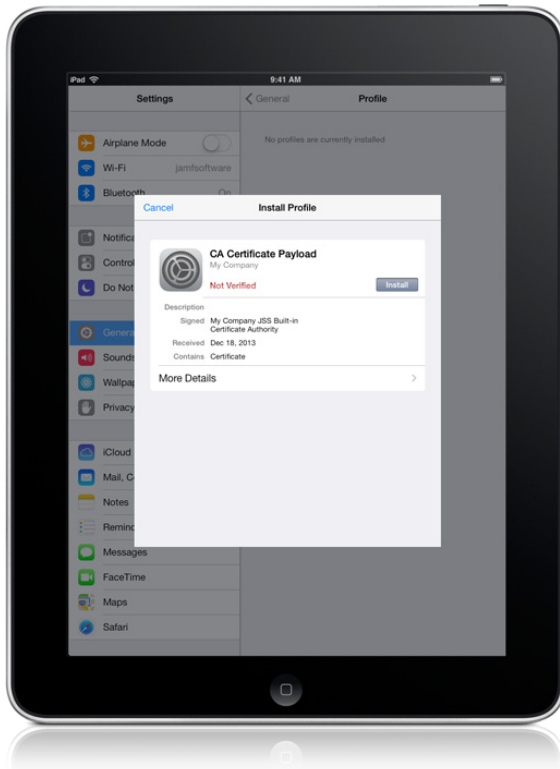 iPad
9:41 AM
Settings
General
Profile
No profiles are currently installed
Airplane Mode
Wi-Fi
jamfsoftware
Bluetooth
On
Notifica
Control
Do Not
Genera
Sounds
Wallpap
Privacy
iCloud
Mail, C
Notes
Reminc
Messages
FaceTime
Maps
Safari
Cancel
Install Profile
CA Certificate Payload
My Company
Not Verified
Install
Description
Signed My Company JSS Built-in
Certificate Authority
Received Dec 18, 2013
Contains Certificate
More Details